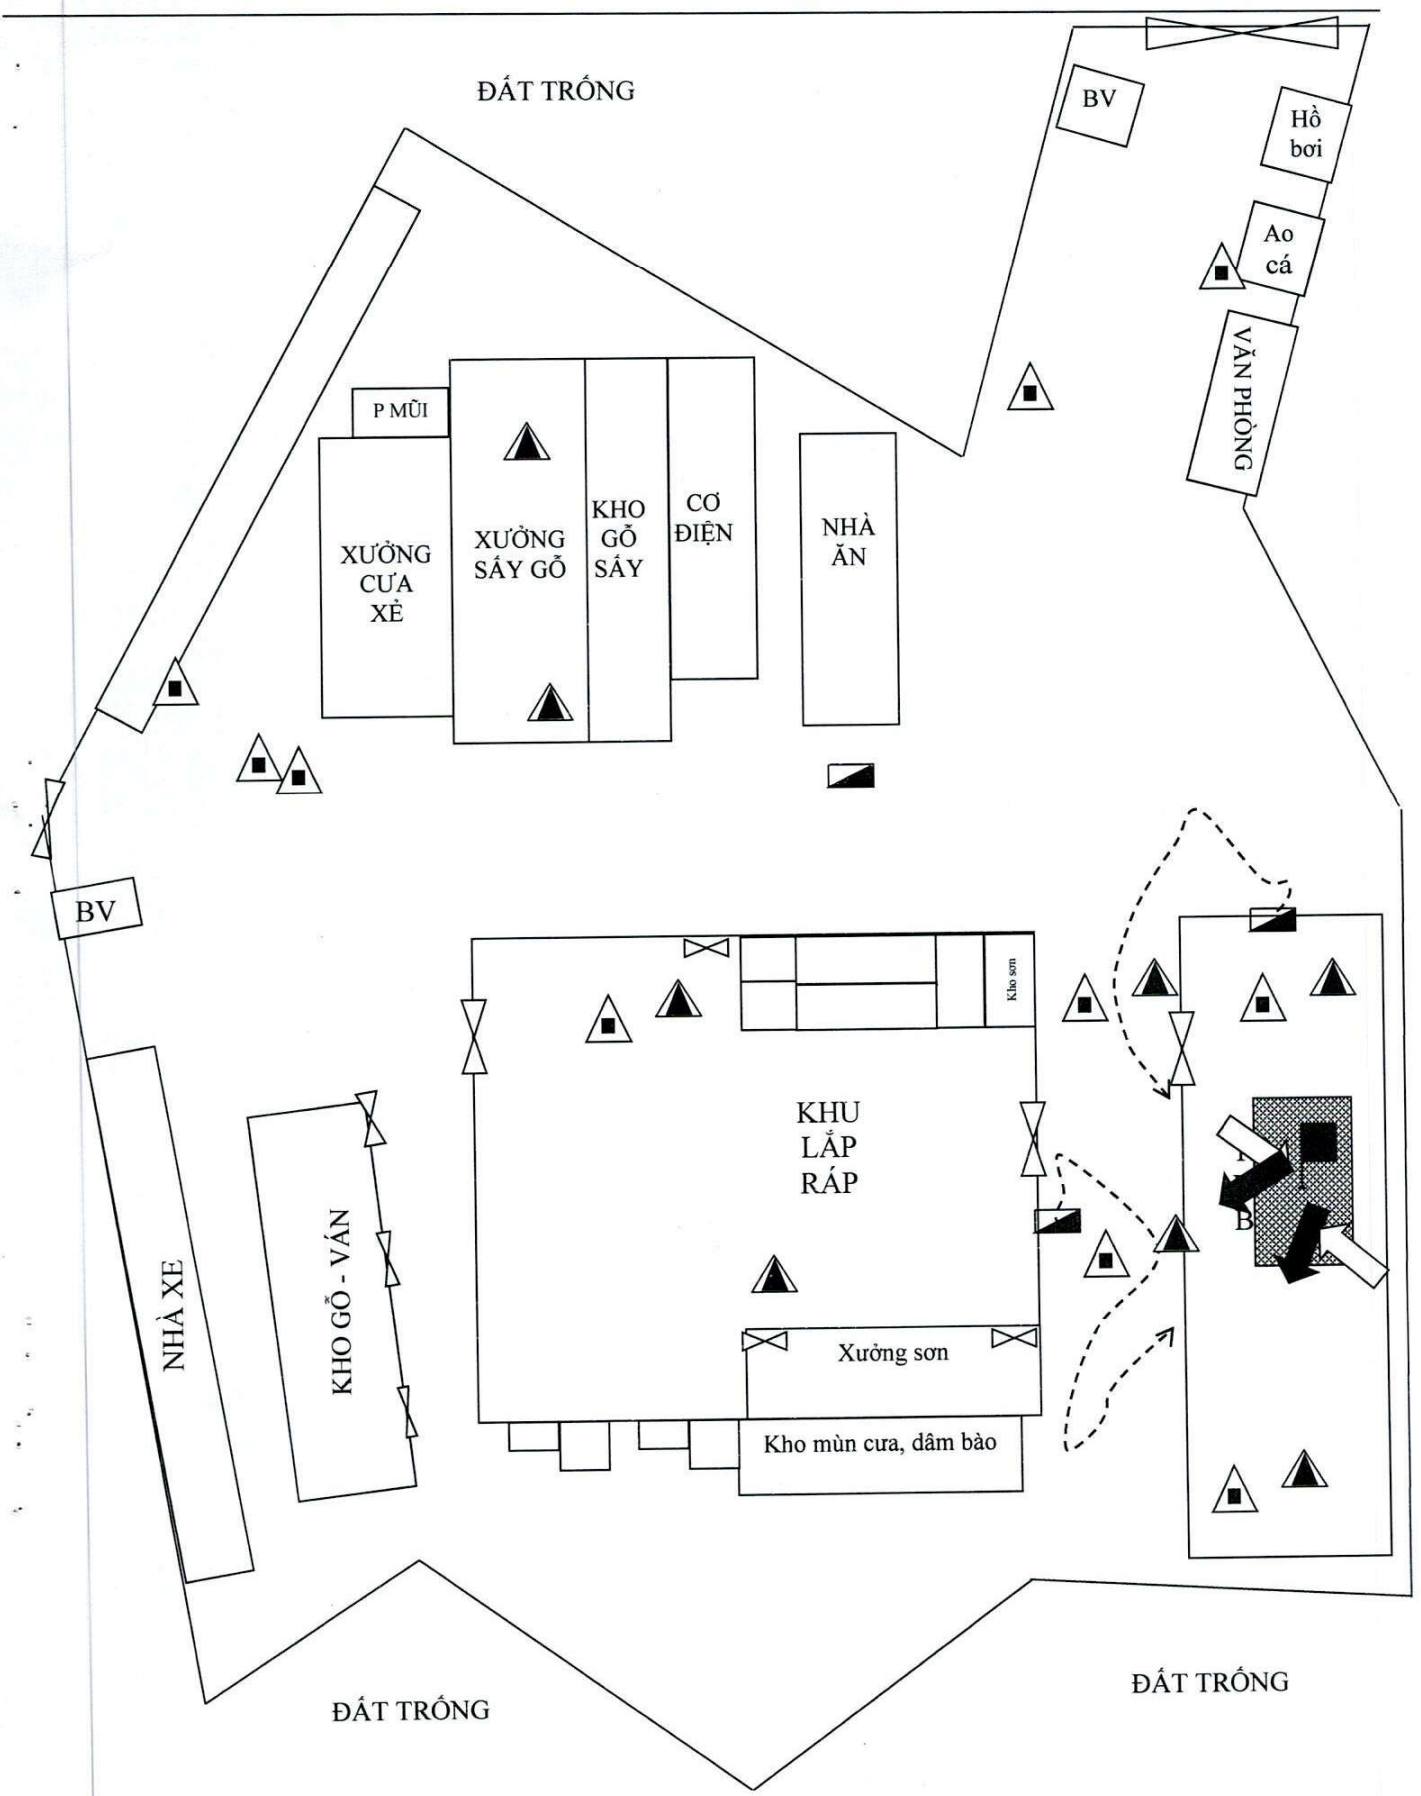 ĐẤT TRỐNG
BV
Hồ
bơi
Ao
cá
VĂN PHÒNG
P MŨI
XƯỞNG
CƯA
XẺ
XƯỞNG
SẤY GỖ
KHO
GỖ
SẤY
CƠ
ĐIỆN
NHÀ
ĂN
BV
Kho sơn
KHU
LẮP
RÁP
B
NHÀ XE
KHO GỖ - VÁN
Xưởng sơn
Kho mùn cưa, dâm bào
ĐẤT TRỐNG
ĐẤT TRỐNG